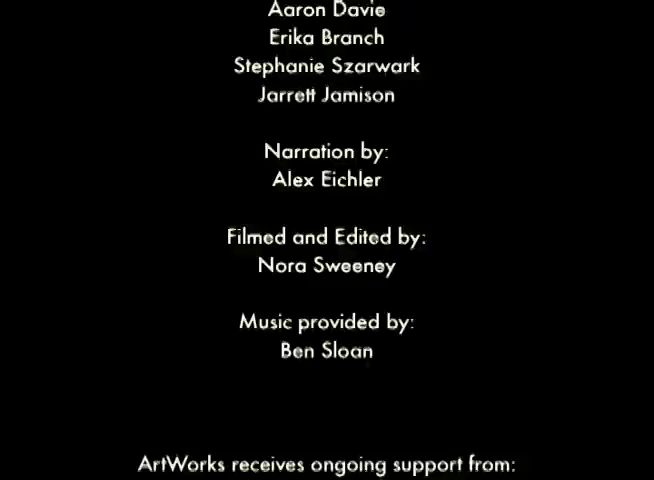 Aaron Davie
Erika Branch
Stephanie Szarwark
Jarrett Jamison
Narration by:
Alex Eichler
Filmed and Edited by:
Nora Sweeney
Music provided by:
Ben Sloan
ArtWorks receives ongoing support from: